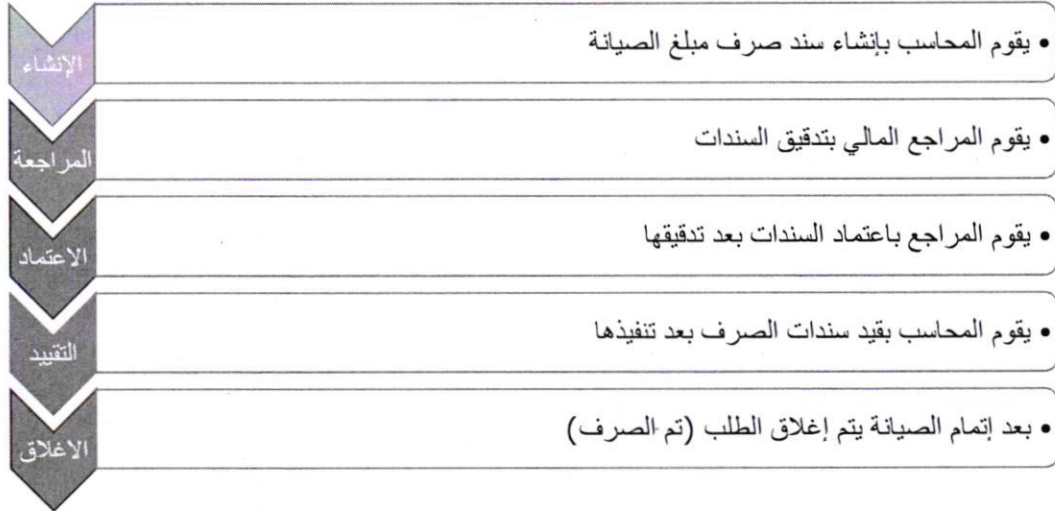 الإنشاء
• يقوم المحاسب بإنشاء سند صرف مبلغ الصيانة
المراجعة
• يقوم المراجع المالي بتدقيق السندات
الاعتماد
• يقوم المراجع باعتماد السندات بعد تدقيقها
التقييد
• يقوم المحاسب بقيد سندات الصرف بعد تنفيذها
الاغلاق
• بعد إتمام الصيانة يتم إغلاق الطلب (تم الصرف)